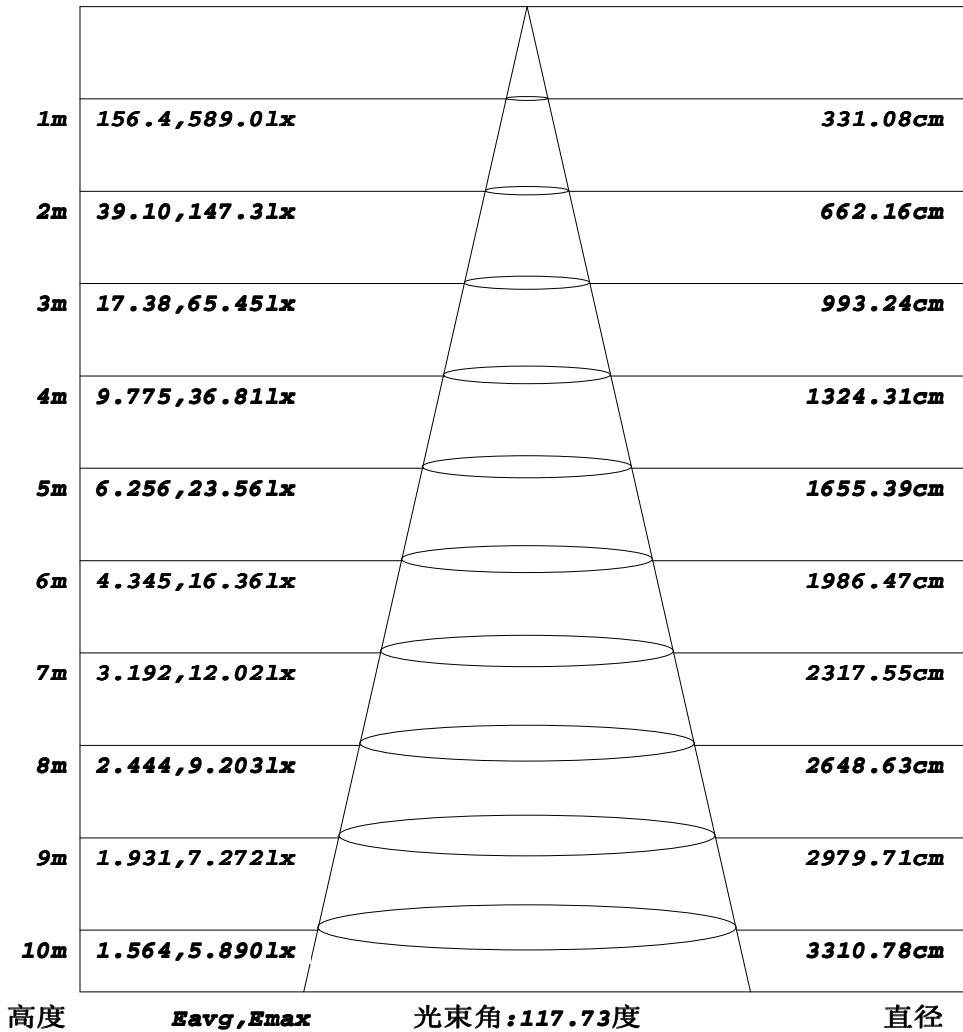 1m 156.4,589.0lx 331.08cm
2m 39.10,147.3lx 662.16cm
3m 17.38,65.45lx 993.24cm
4m 9.775,36.81lx 1324.31cm
5m 6.256,23.56lx 1655.39cm
6m 4.345,16.36lx 1986.47cm
7m 3.192,12.02lx 2317.55cm
8m 2.444,9.203lx 2648.63cm
9m 1.931,7.272lx 2979.71cm
10m 1.564,5.890lx 3310.78cm
高度 Eavg,Emax 光束角:117.73度 直径